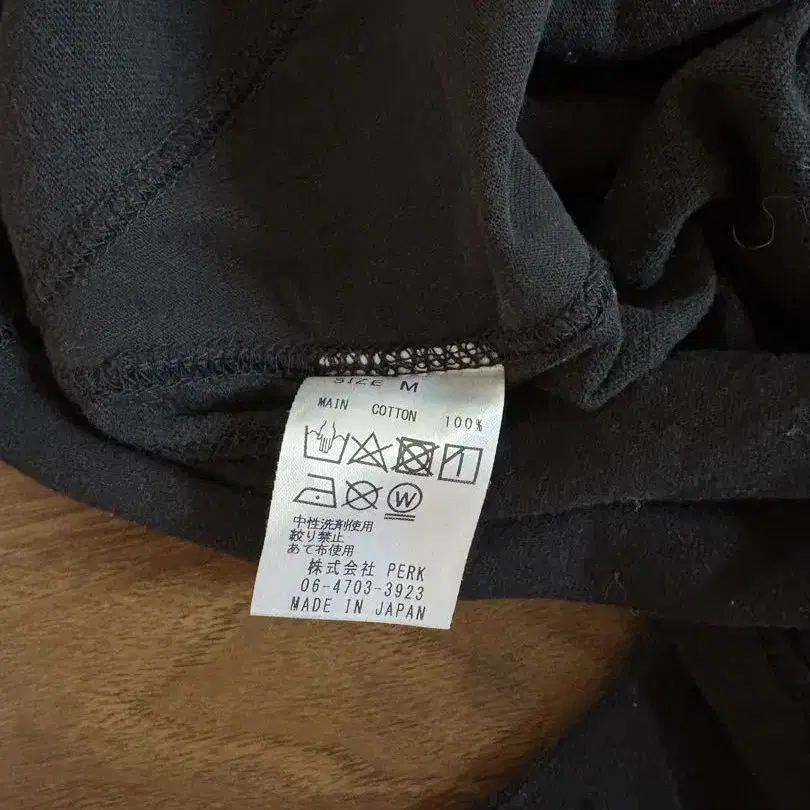 SIZE M
MAIN COTTON 100%
W
中性洗剤使用
絞り禁止
あて布使用
株式会社 PERK
06-4703-3923
MADE IN JAPAN